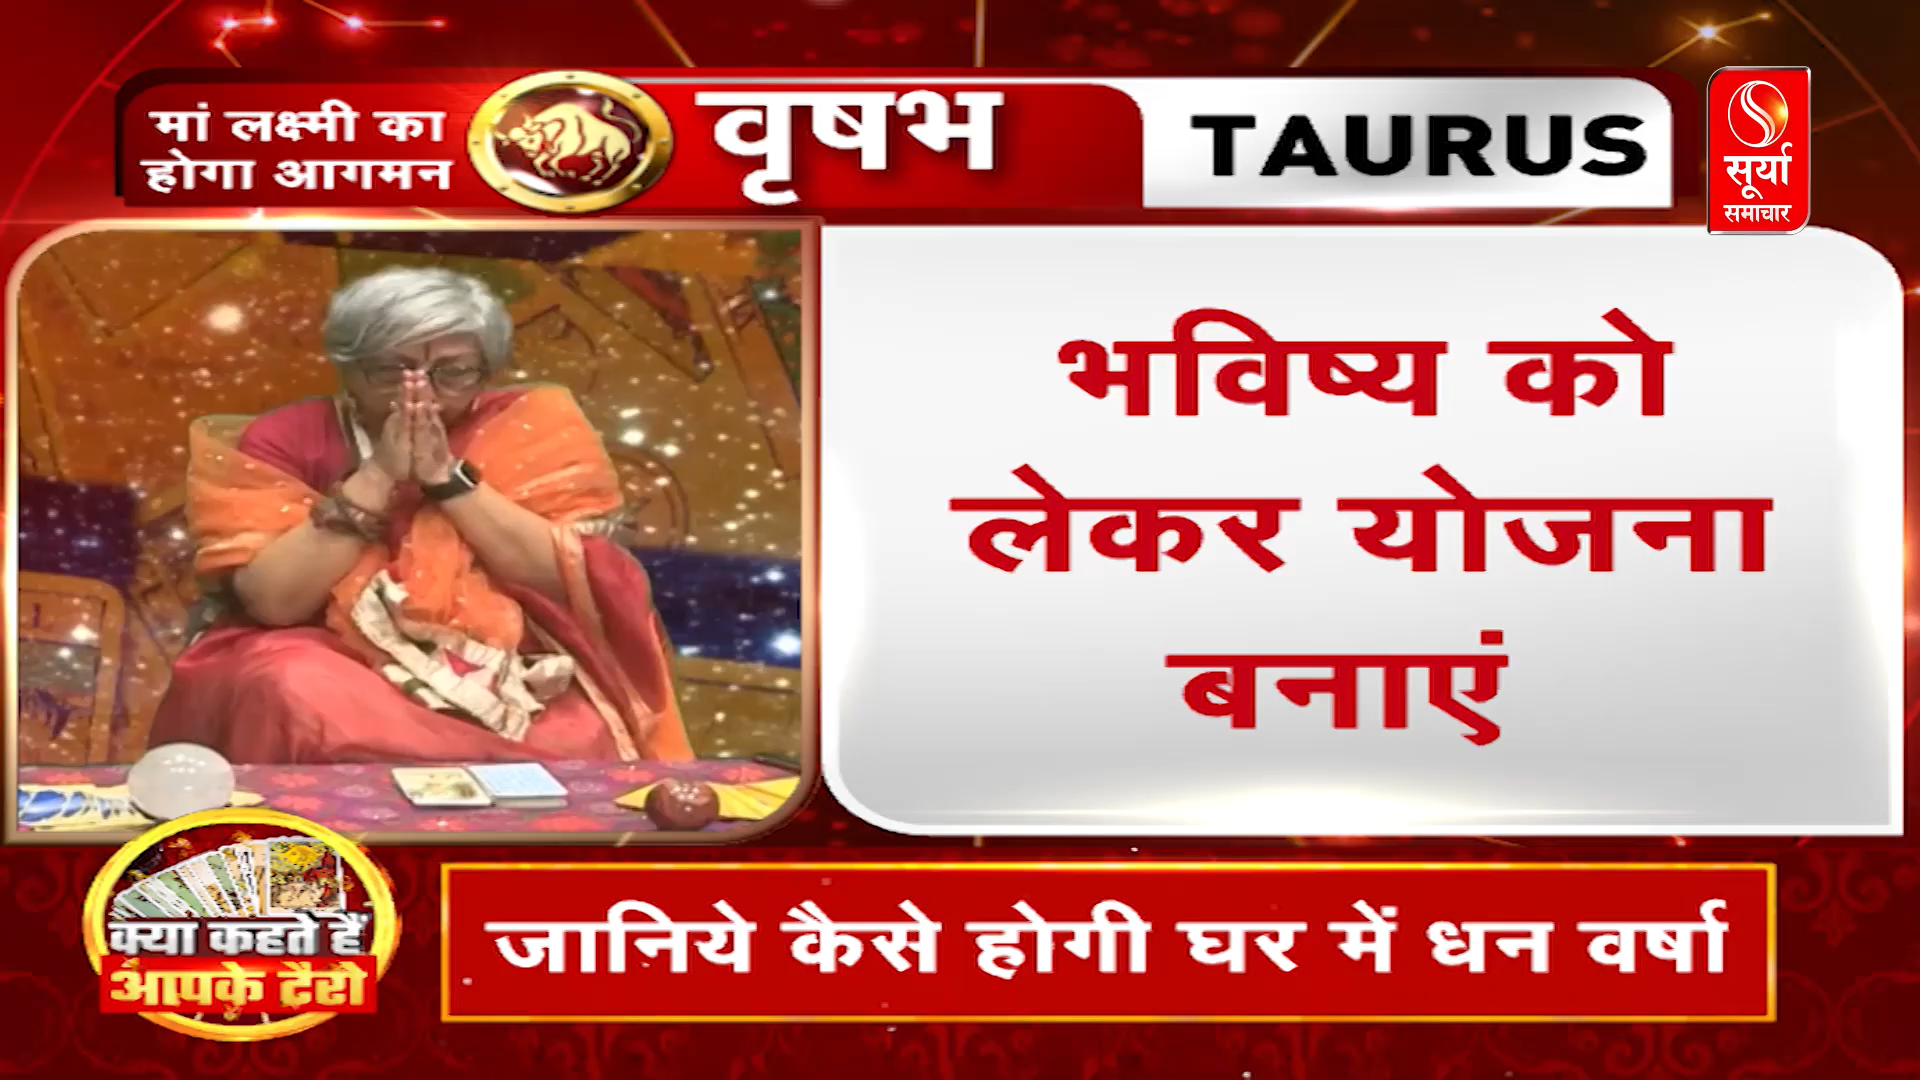 मां लक्ष्मी का
होगा आगमन
वृषभ
TAURUS
सूर्या
समाचार
भविष्य को
लेकर योजना
बनाएं
क्या कहते हैं
आपके टैरो
जानिये कैसे होगी घर में धन वर्षा